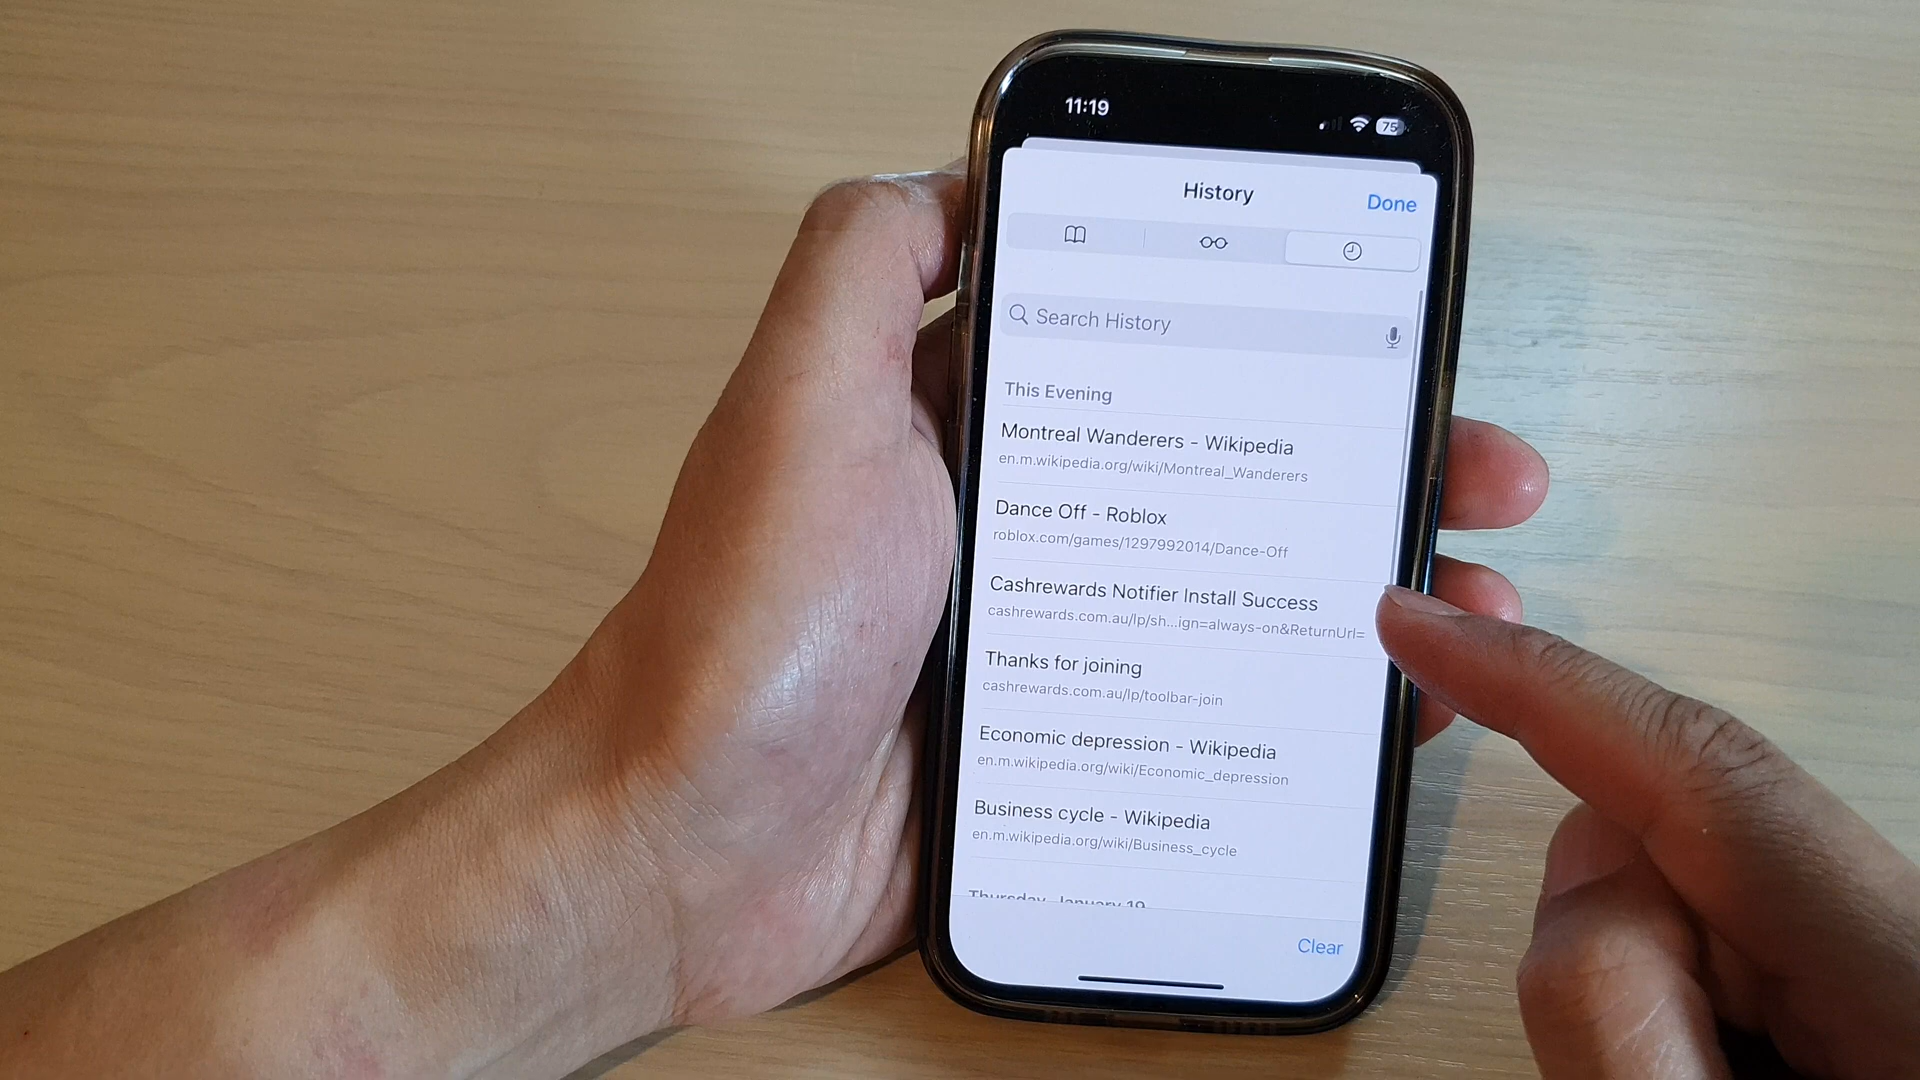 11:19
75
History
Done
Search History
This Evening
Montreal Wanderers - Wikipedia
en.m.wikipedia.org/wiki/Montreal_Wanderers
Dance Off - Roblox
roblox.com/games/1297992014/Dance-Off
Cashrewards Notifier Install Success
cashrewards.com.au/lp/sh...ign=always-on&ReturnUrl=
Thanks for joining
cashrewards.com.au/lp/toolbar-join
Economic depression - Wikipedia
en.m.wikipedia.org/wiki/Economic_depression
Business cycle - Wikipedia
en.m.wikipedia.org/wiki/Business_cycle
Thursday, January 19
Clear